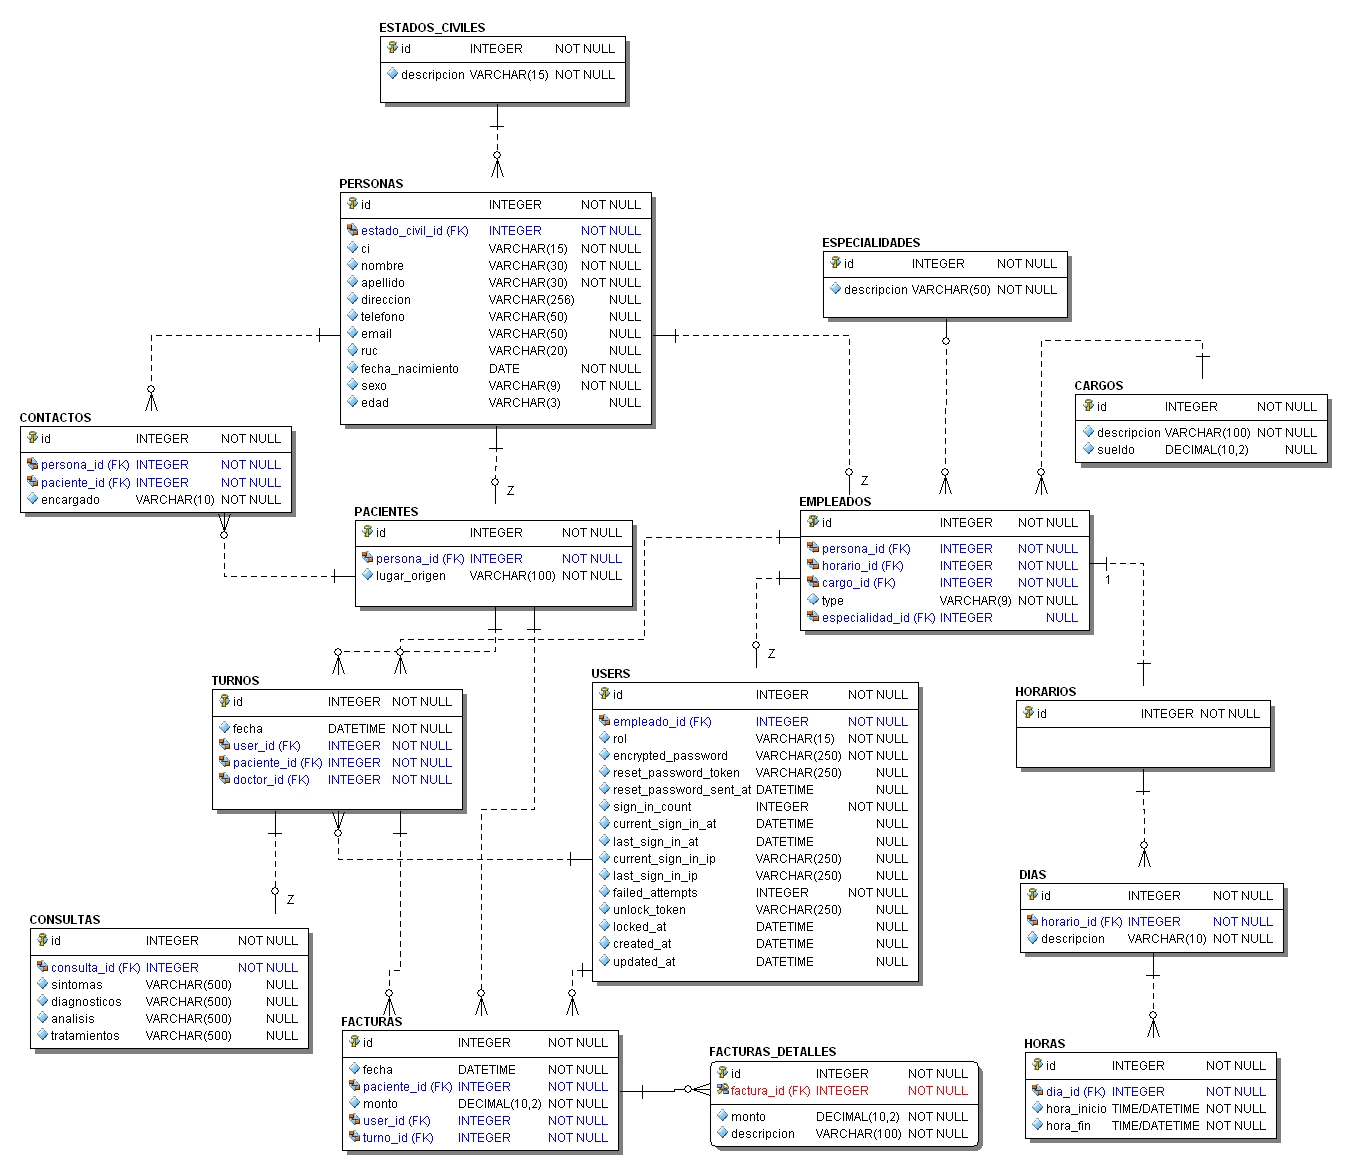 ESTADOS_CIVILES
id INTEGER NOT NULL
descripcion VARCHAR(15) NOT NULL
PERSONAS
id INTEGER NOT NULL
estado_civil_id (FK) INTEGER NOT NULL
ci VARCHAR(15) NOT NULL
nombre VARCHAR(30) NOT NULL
apellido VARCHAR(30) NOT NULL
direccion VARCHAR(256) NULL
telefono VARCHAR(50) NULL
email VARCHAR(50) NULL
ruc VARCHAR(20) NULL
fecha_nacimiento DATE NOT NULL
sexo VARCHAR(9) NOT NULL
edad VARCHAR(3) NULL
ESPECIALIDADES
id INTEGER NOT NULL
descripcion VARCHAR(50) NOT NULL
CARGOS
id INTEGER NOT NULL
descripcion VARCHAR(100) NOT NULL
sueldo DECIMAL(10,2) NULL
CONTACTOS
id INTEGER NOT NULL
persona_id (FK) INTEGER NOT NULL
paciente_id (FK) INTEGER NOT NULL
encargado VARCHAR(10) NOT NULL
Z
Z
PACIENTES
id INTEGER NOT NULL
persona_id (FK) INTEGER NOT NULL
lugar_origen VARCHAR(100) NOT NULL
EMPLEADOS
id INTEGER NOT NULL
persona_id (FK) INTEGER NOT NULL
horario_id (FK) INTEGER NOT NULL
cargo_id (FK) INTEGER NOT NULL
type VARCHAR(9) NOT NULL
especialidad_id (FK) INTEGER NULL
1
Z
TURNOS
id INTEGER NOT NULL
fecha DATETIME NOT NULL
user_id (FK) INTEGER NOT NULL
paciente_id (FK) INTEGER NOT NULL
doctor_id (FK) INTEGER NOT NULL
USERS
id INTEGER NOT NULL
empleado_id (FK) INTEGER NOT NULL
rol VARCHAR(15) NOT NULL
encrypted_password VARCHAR(250) NOT NULL
reset_password_token VARCHAR(250) NULL
reset_password_sent_at DATETIME NULL
sign_in_count INTEGER NOT NULL
current_sign_in_at DATETIME NULL
last_sign_in_at DATETIME NULL
current_sign_in_ip VARCHAR(250) NULL
last_sign_in_ip VARCHAR(250) NULL
failed_attempts INTEGER NOT NULL
unlock_token VARCHAR(250) NULL
locked_at DATETIME NULL
created_at DATETIME NULL
updated_at DATETIME NULL
HORARIOS
id INTEGER NOT NULL
DIAS
id INTEGER NOT NULL
horario_id (FK) INTEGER NOT NULL
descripcion VARCHAR(10) NOT NULL
Z
CONSULTAS
id INTEGER NOT NULL
consulta_id (FK) INTEGER NOT NULL
sintomas VARCHAR(500) NULL
diagnosticos VARCHAR(500) NULL
analisis VARCHAR(500) NULL
tratamientos VARCHAR(500) NULL
FACTURAS
id INTEGER NOT NULL
fecha DATETIME NOT NULL
paciente_id (FK) INTEGER NOT NULL
monto DECIMAL(10,2) NOT NULL
user_id (FK) INTEGER NOT NULL
turno_id (FK) INTEGER NOT NULL
FACTURAS_DETALLES
id INTEGER NOT NULL
factura_id (FK) INTEGER NOT NULL
monto DECIMAL(10,2) NOT NULL
descripcion VARCHAR(100) NOT NULL
HORAS
id INTEGER NOT NULL
dia_id (FK) INTEGER NOT NULL
hora_inicio TIME/DATETIME NOT NULL
hora_fin TIME/DATETIME NOT NULL